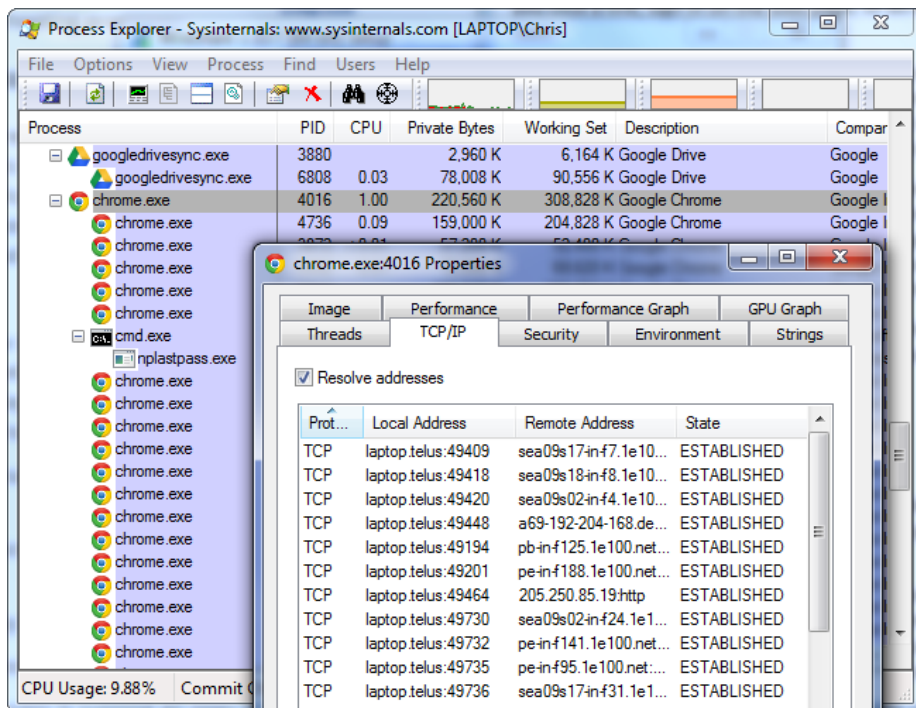 Process Explorer - Sysinternals: www.sysinternals.com [LAPTOP\Chris]
File Options View Process Find Users Help
Process PID CPU Private Bytes Working Set Description Compar
googledrivesync.exe 3880 2,960 K 6,164 K Google Drive Google
googledrivesync.exe 6808 0.03 78,008 K 90,556 K Google Drive Google
chrome.exe 4016 1.00 220,560 K 308,828 K Google Chrome Google I
chrome.exe 4736 0.09 159,000 K 204,828 K Google Chrome Google I
chrome.exe
chrome.exe
chrome.exe
chrome.exe
cmd.exe
nplastpass.exe
chrome.exe
chrome.exe
chrome.exe
chrome.exe
chrome.exe
chrome.exe
chrome.exe
chrome.exe
chrome.exe
chrome.exe
chrome.exe
chrome.exe
chrome.exe
CPU Usage: 9.88% Commit
chrome.exe:4016 Properties
Image Performance Performance Graph GPU Graph
Threads TCP/IP Security Environment Strings
Resolve addresses
Prot... Local Address Remote Address State
TCP laptop.telus:49409 sea09s17-in-f7.1e10... ESTABLISHED
TCP laptop.telus:49418 sea09s18-in-f8.1e10... ESTABLISHED
TCP laptop.telus:49420 sea09s02-in-f4.1e10... ESTABLISHED
TCP laptop.telus:49448 a69-192-204-168.de... ESTABLISHED
TCP laptop.telus:49194 pb-in-f125.1e100.net... ESTABLISHED
TCP laptop.telus:49201 pe-in-f188.1e100.net... ESTABLISHED
TCP laptop.telus:49464 205.250.85.19:http ESTABLISHED
TCP laptop.telus:49730 sea09s02-in-f24.1e1... ESTABLISHED
TCP laptop.telus:49732 pe-in-f141.1e100.net... ESTABLISHED
TCP laptop.telus:49735 pe-in-f95.1e100.net:... ESTABLISHED
TCP laptop.telus:49736 sea09s17-in-f31.1e1... ESTABLISHED